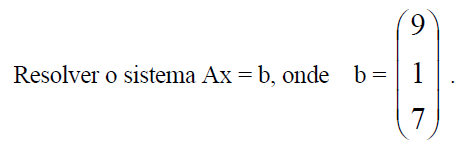 Resolver o sistema Ax = b, onde b = (9
1
7) .